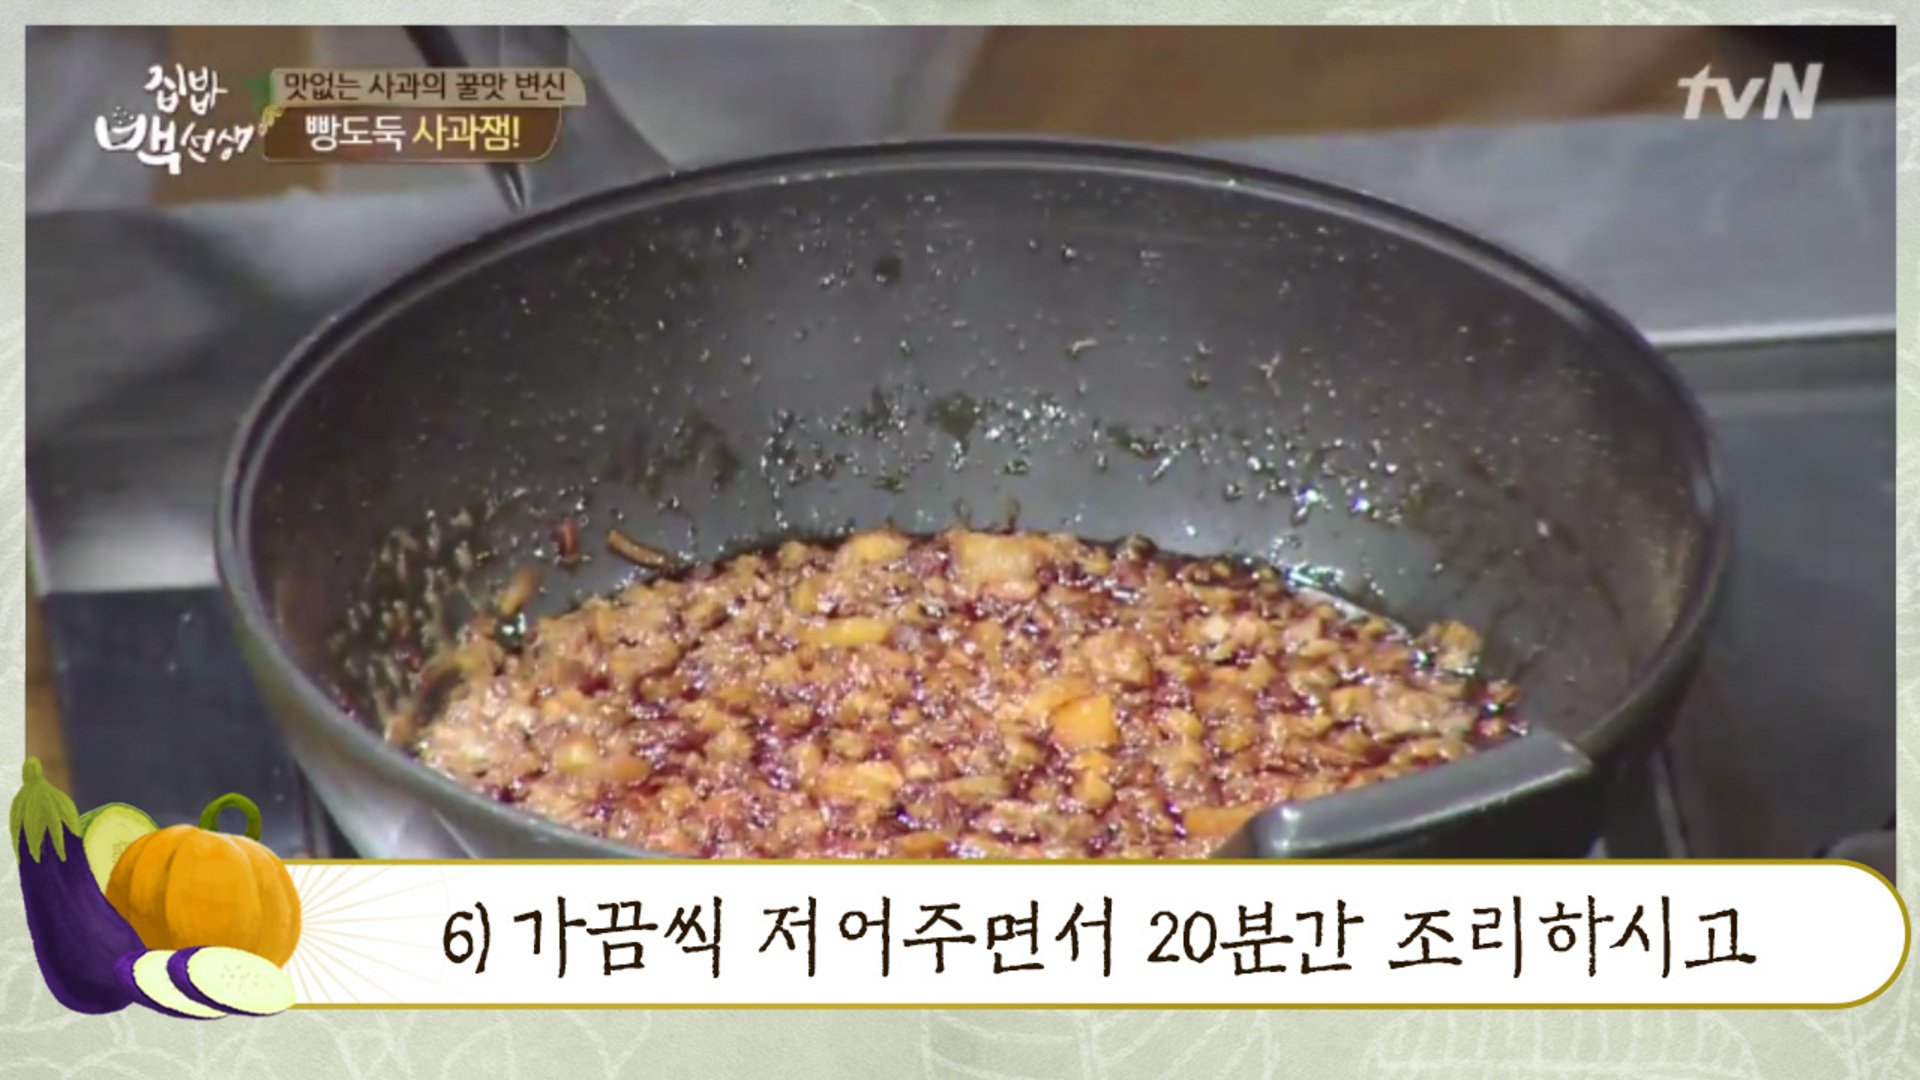 집밥
백선생
맛없는 사과의 꿀맛 변신
빵도둑 사과잼!
tvN
6) 가끔씩 저어주면서 20분간 조리하시고